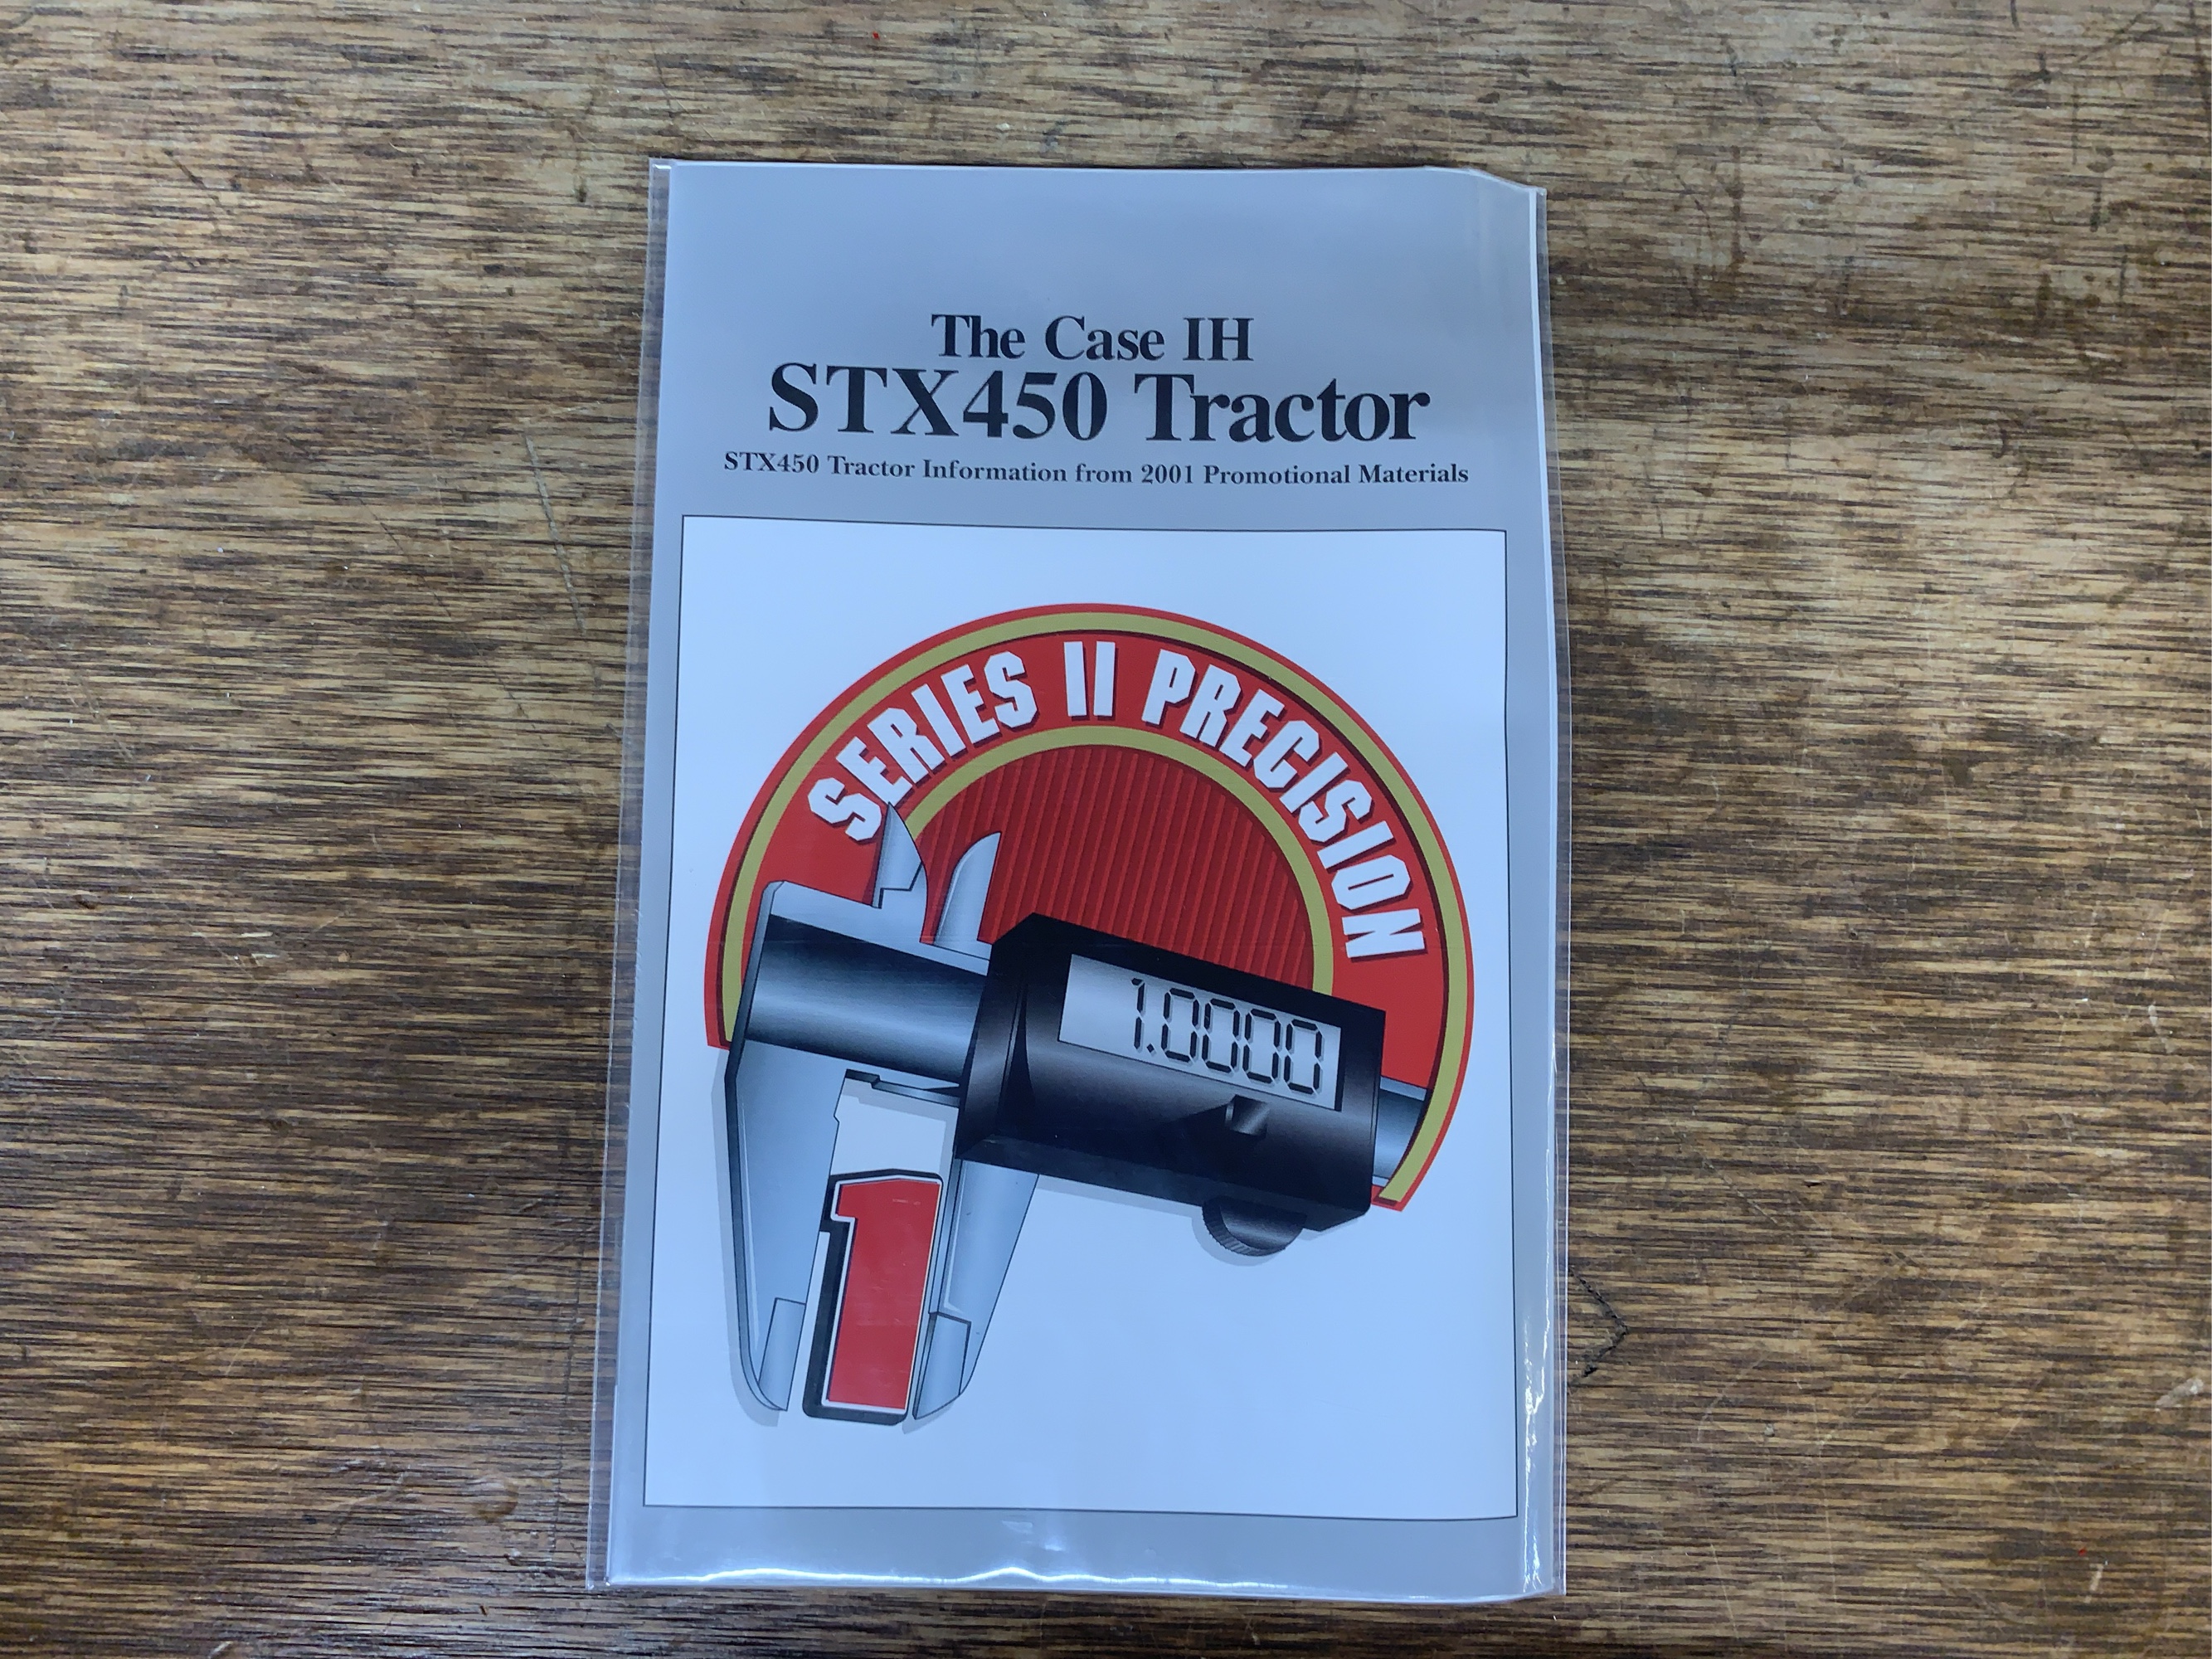 The Case IH
STX450 Tractor
STX450 Tractor Information from 2001 Promotional Materials
SERIES II PRECISION
1.0000
1